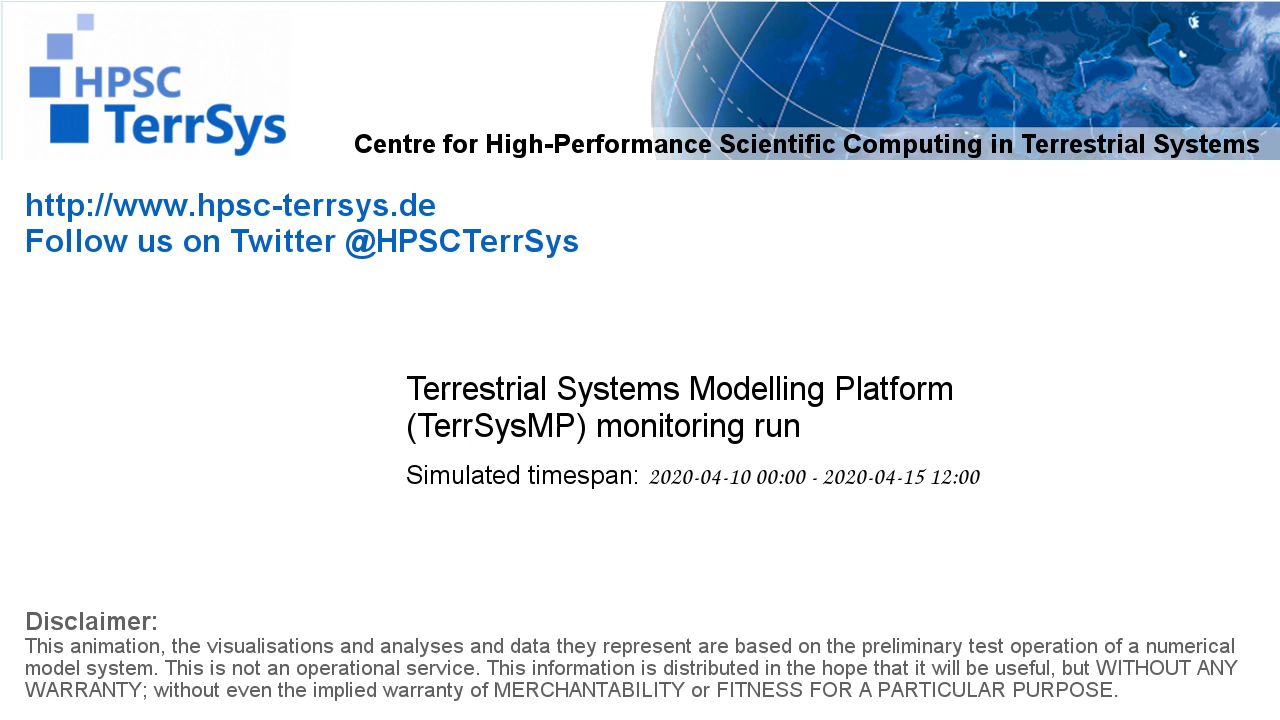 HPSC
TerrSys
Centre for High-Performance Scientific Computing in Terrestrial Systems
http://www.hpsc-terrsys.de
Follow us on Twitter @HPSCTerrSys
Terrestrial Systems Modelling Platform
(TerrSysMP) monitoring run
Simulated timespan: 2020-04-10 00:00 - 2020-04-15 12:00
Disclaimer:
This animation, the visualisations and analyses and data they represent are based on the preliminary test operation of a numerical
model system. This is not an operational service. This information is distributed in the hope that it will be useful, but WITHOUT ANY
WARRANTY; without even the implied warranty of MERCHANTABILITY or FITNESS FOR A PARTICULAR PURPOSE.